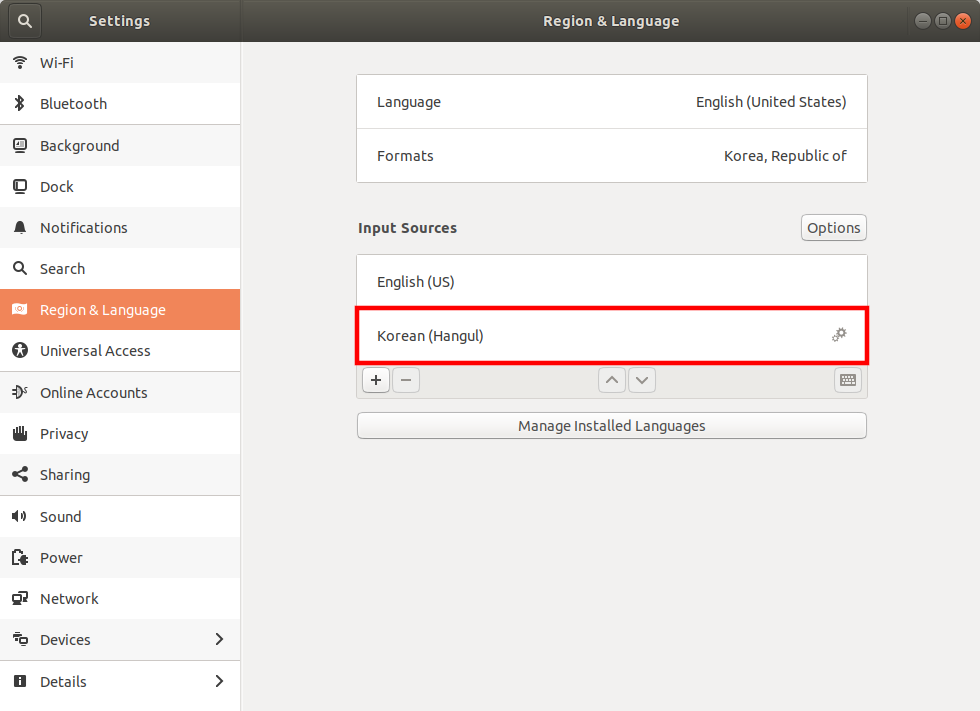 Settings
Region & Language
Wi-Fi
Bluetooth
Background
Dock
Notifications
Search
Region & Language
Universal Access
Online Accounts
Privacy
Sharing
Sound
Power
Network
Devices
Details
Language English (United States)
Formats Korea, Republic of
Input Sources Options
English (US)
Korean (Hangul)
Manage Installed Languages